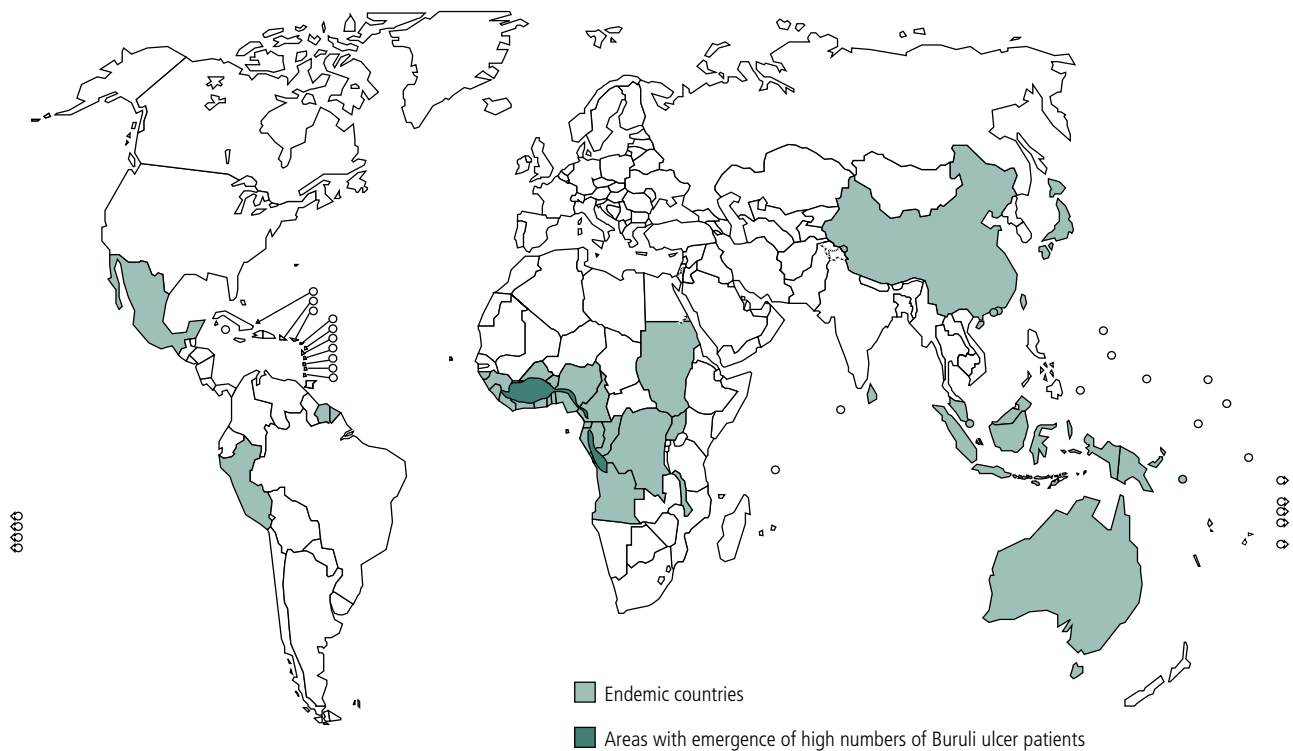 Endemic countries
Areas with emergence of high numbers of Buruli ulcer patients